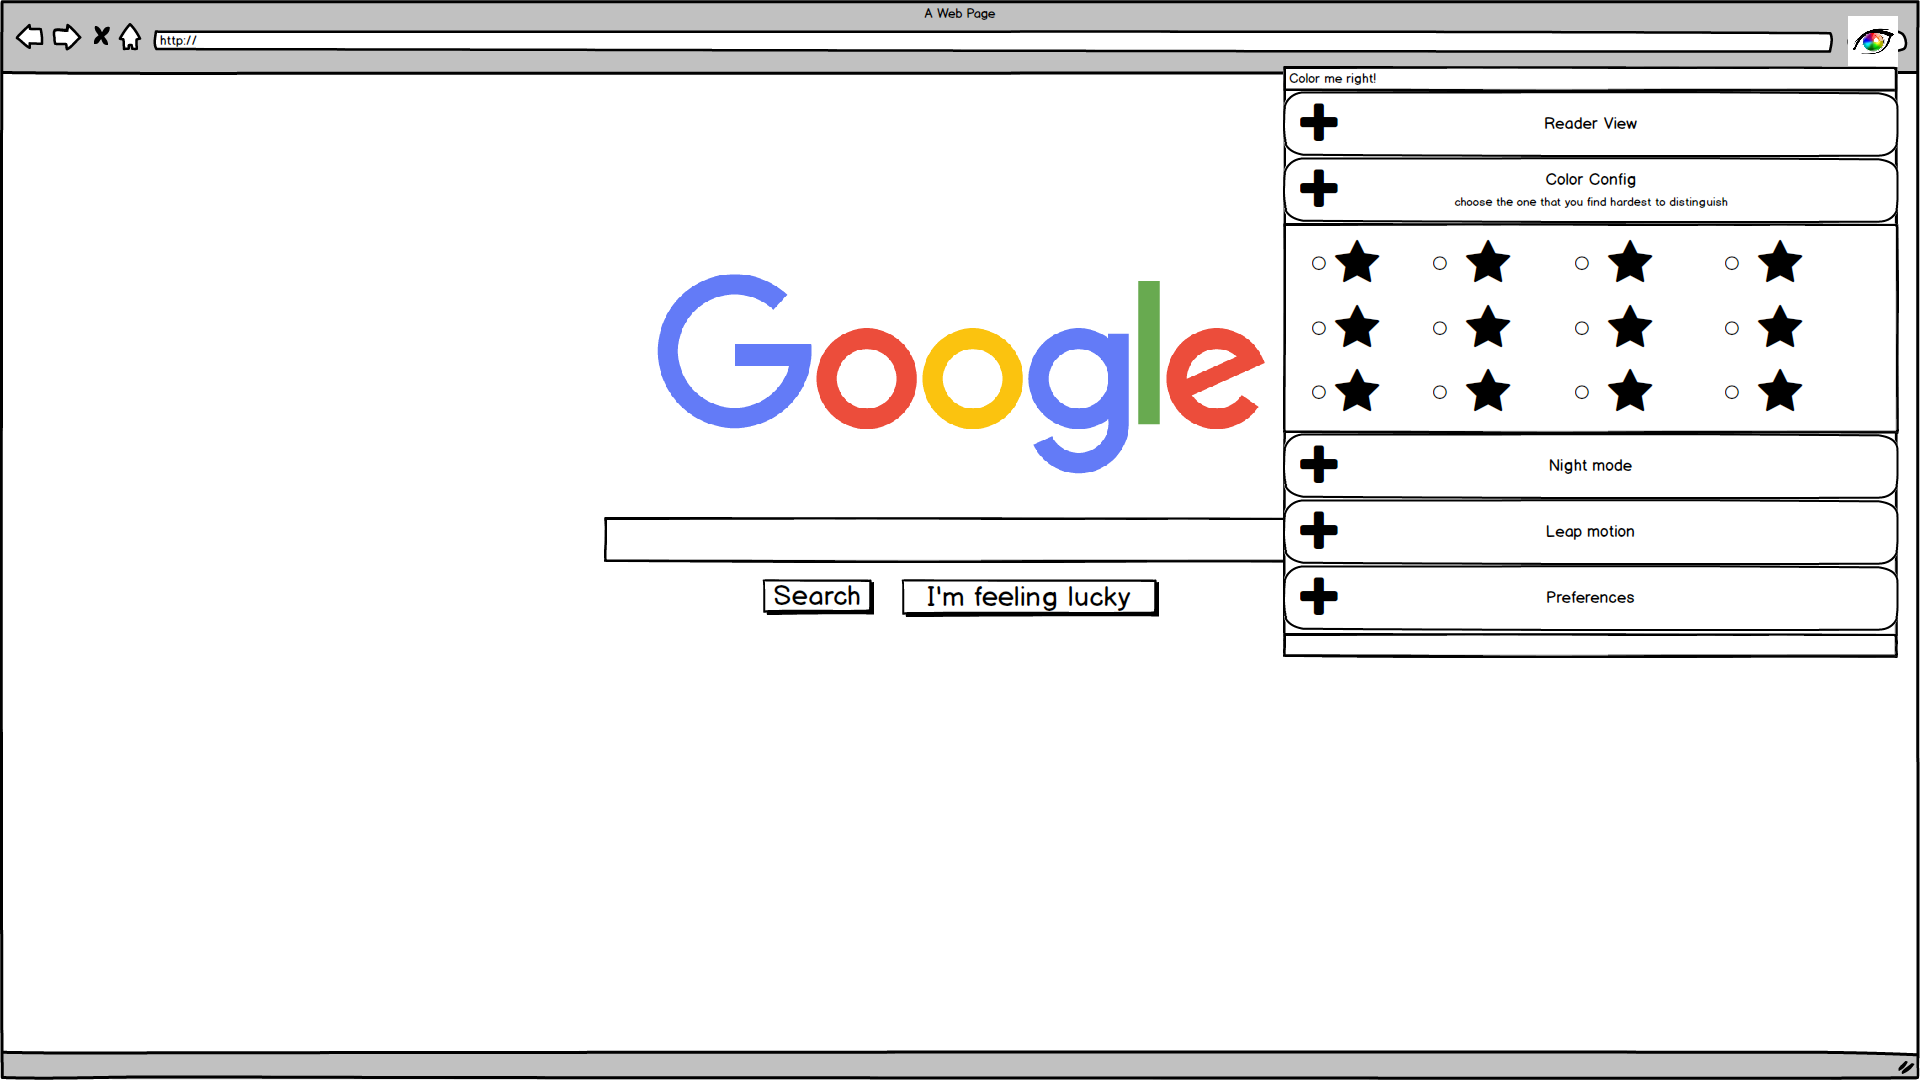 A Web Page
http://
Color me right!
Reader View
Color Config
choose the one that you find hardest to distinguish
Google
Night mode
Leap motion
Search
I'm feeling lucky
Preferences